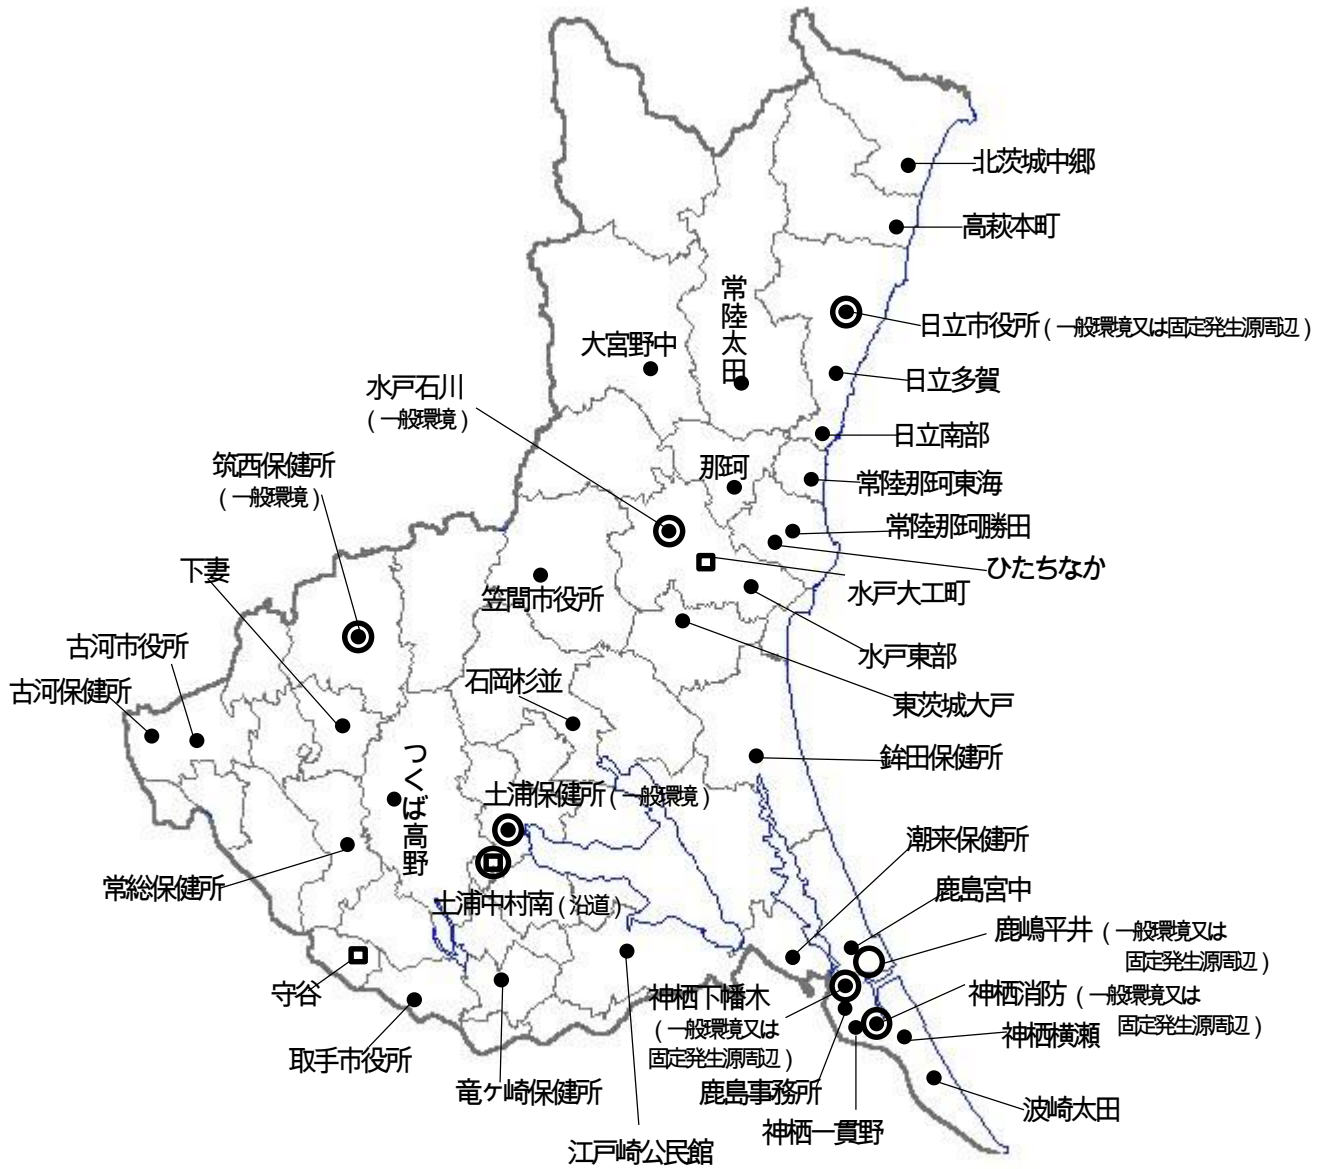 北茨城中郷
高萩本町
常陸太田
日立市役所(一般環境又は固定発生源周辺)
大宮野中
日立多賀
水戸石川
(一般環境)
日立南部
筑西保健所
(一般環境)
那珂
常陸那珂東海
常陸那珂勝田
ひたちなか
下妻
笠間市役所
水戸大工町
古河市役所
水戸東部
古河保健所
石岡杉並
東茨城大戸
鉾田保健所
つくば高野
土浦保健所(一般環境)
潮来保健所
常総保健所
鹿島宮中
土浦中村南(沿道)
鹿嶋平井(一般環境又は
固定発生源周辺)
守谷
神栖下幡木
(一般環境又は
固定発生源周辺)
神栖消防(一般環境又は
固定発生源周辺)
神栖横瀬
取手市役所
竜ヶ崎保健所
鹿島事務所
波崎太田
神栖一貫野
江戸崎公民館